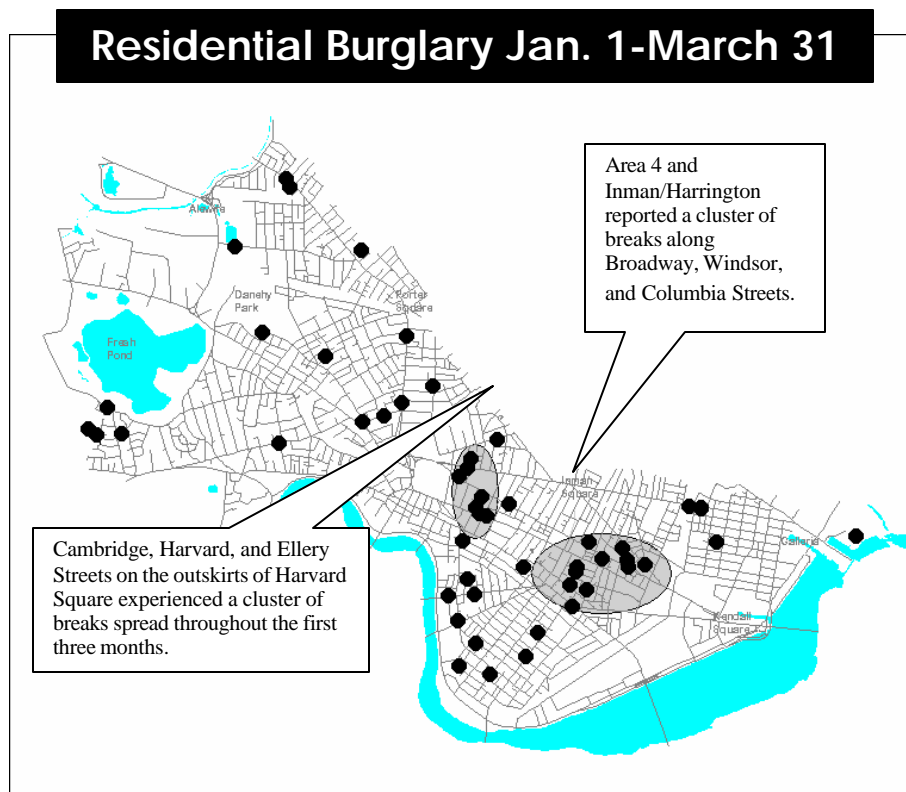 Residential Burglary Jan. 1-March 31
Area 4 and
Inman/Harrington
reported a cluster of
breaks along
Broadway, Windsor,
and Columbia Streets.
Alewife
Danehy
Park
Porter
Square
Fresh
Pond
Inman
Square
Galleria
Kendall
Square
Cambridge, Harvard, and Ellery
Streets on the outskirts of Harvard
Square experienced a cluster of
breaks spread throughout the first
three months.